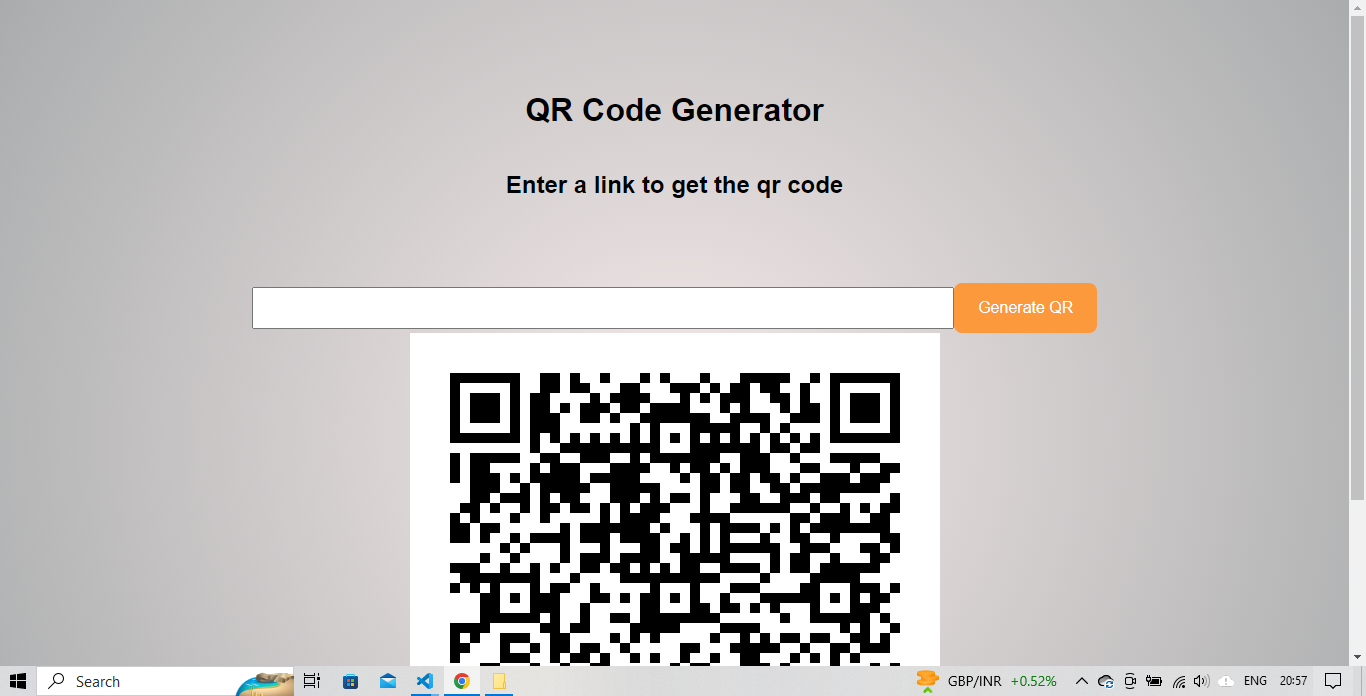 QR Code Generator
Enter a link to get the qr code
Generate QR
Search
GBP/INR +0.52%
ENG
20:57